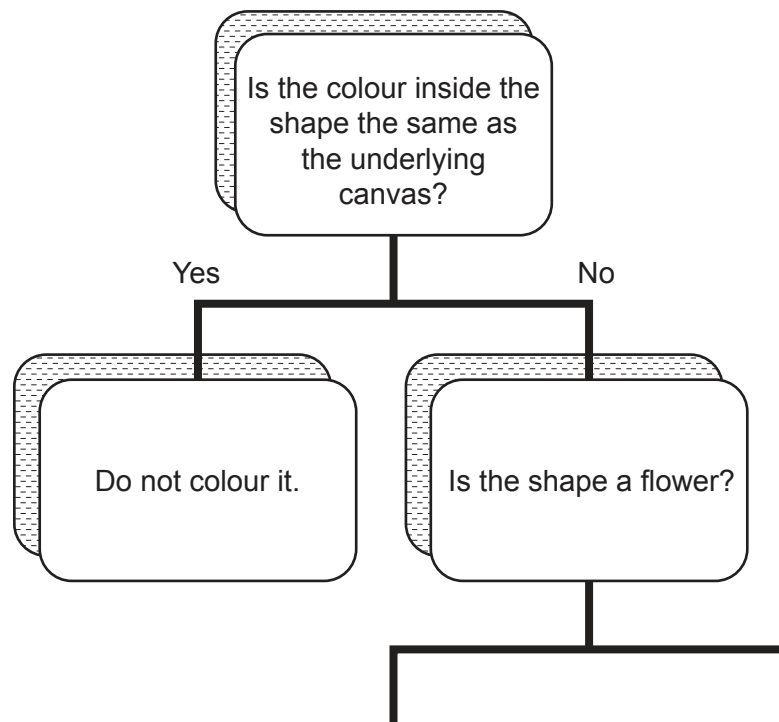 Is the colour inside the
shape the same as
the underlying
canvas?
Yes
No
Do not colour it.
Is the shape a flower?